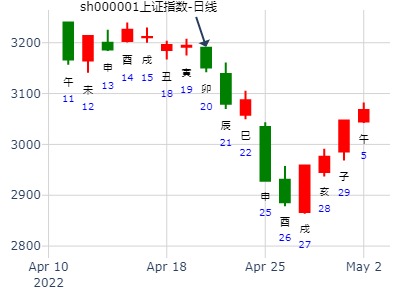 sh000001上证指数-日线
3200
3100
3000
2900
2800
午
11
未
12
申
13
酉
14
戌
15
丑
18
寅
19
卯
20
辰
21
巳
22
申
25
酉
26
戌
27
亥
28
子
29
午
5
Apr 10
2022
Apr 18
Apr 25
May 2